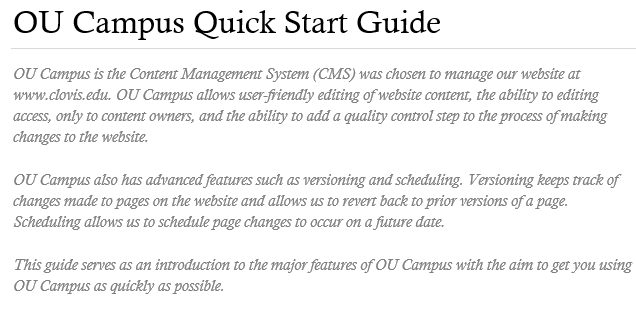 OU Campus Quick Start Guide
OU Campus is the Content Management System (CMS) was chosen to manage our website at
www.clovis.edu. OU Campus allows user-friendly editing of website content, the ability to editing
access, only to content owners, and the ability to add a quality control step to the process of making
changes to the website.
OU Campus also has advanced features such as versioning and scheduling. Versioning keeps track of
changes made to pages on the website and allows us to revert back to prior versions of a page.
Scheduling allows us to schedule page changes to occur on a future date.
This guide serves as an introduction to the major features of OU Campus with the aim to get you using
OU Campus as quickly as possible.